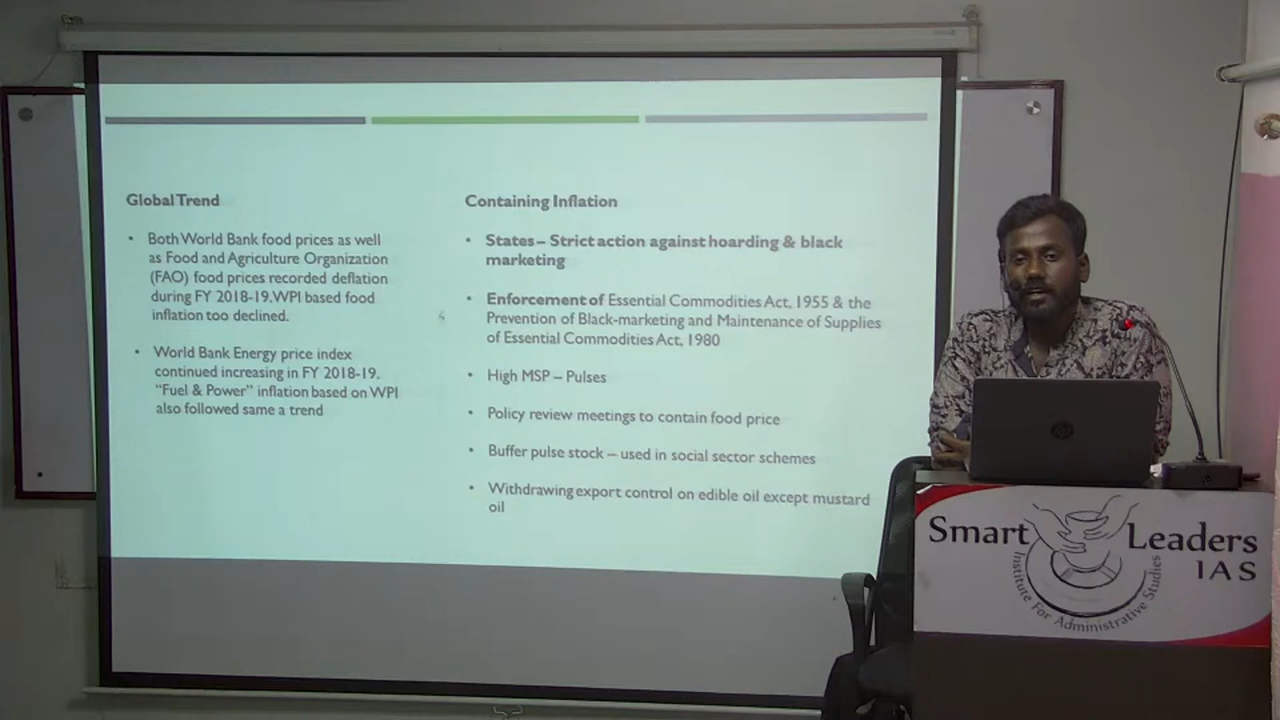 Global Trend
• Both World Bank food prices as well
as Food and Agriculture Organization
(FAO) food prices recorded deflation
during FY 2018-19. WPI based food
inflation too declined.
• World Bank Energy price index
continued increasing in FY 2018-19.
"Fuel & Power" inflation based on WPI
also followed same a trend
Containing Inflation
• States – Strict action against hoarding & black
marketing
• Enforcement of Essential Commodities Act, 1955 & the
Prevention of Black-marketing and Maintenance of Supplies
of Essential Commodities Act, 1980
• High MSP – Pulses
• Policy review meetings to contain food price
• Buffer pulse stock – used in social sector schemes
• Withdrawing export control on edible oil except mustard
oil
Smart Leaders
IAS
Institute For Administrative Studies
hp